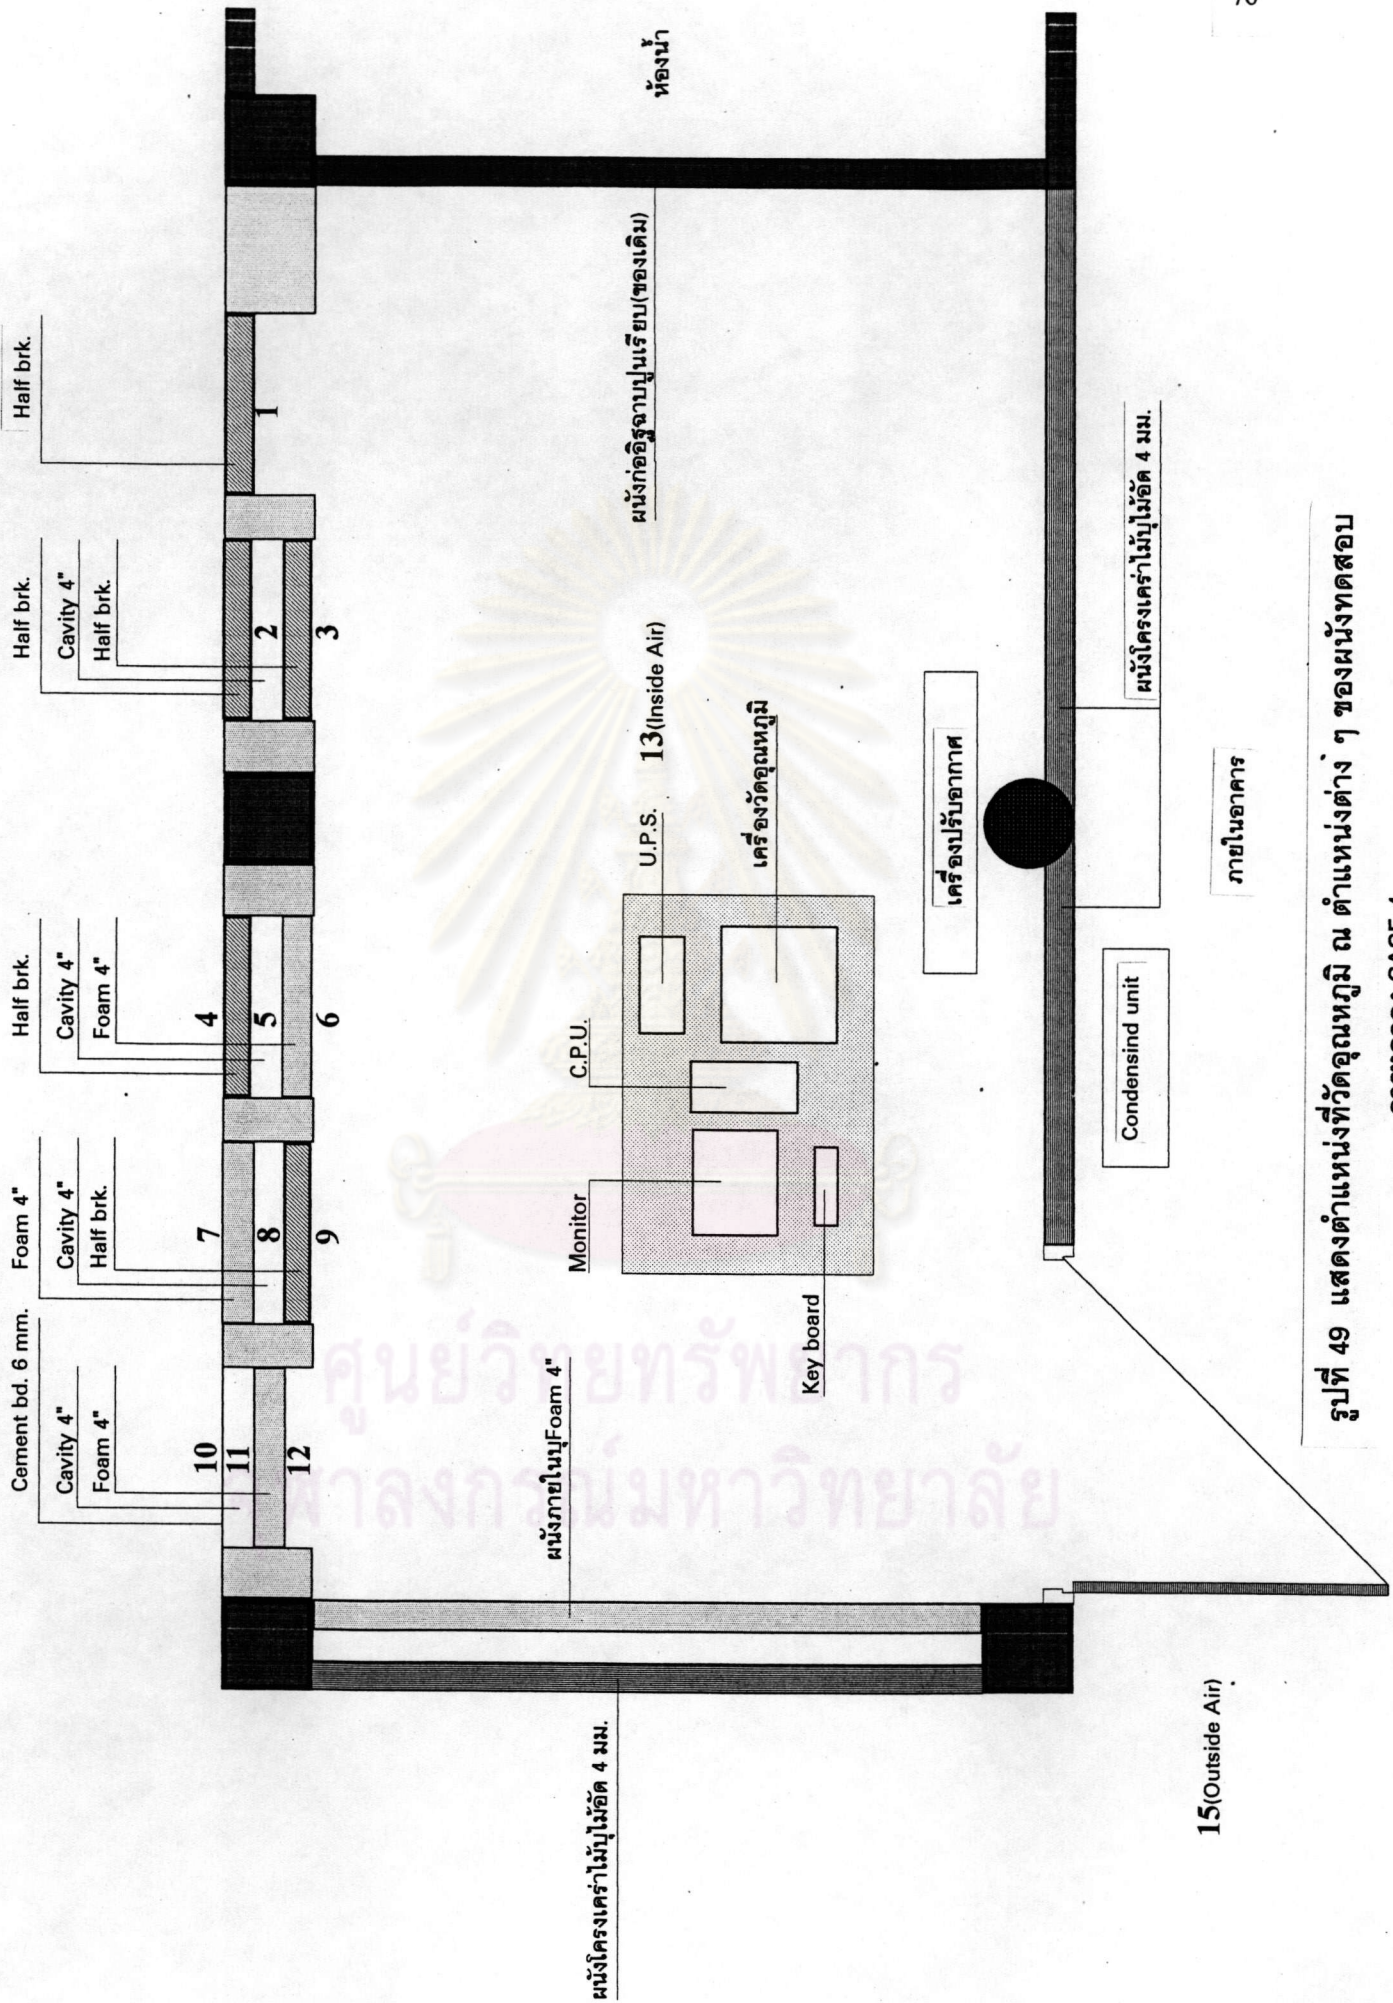 Cement bd. 6 mm.
Cavity 4"
Foam 4"
10
11
12
Foam 4"
Cavity 4"
Half brk.
7
8
9
Half brk.
Cavity 4"
Foam 4"
4
5
6
Half brk.
Cavity 4"
Half brk.
2
3
Half brk.
1
ผนังโครงเคร่าไม้บุไม้อัด 4 มม.
ผนังภายในบุFoam 4"
Monitor
C.P.U.
U.P.S.
13(Inside Air)
Key board
เครื่องวัดอุณหภูมิ
ผนังก่ออิฐฉาบปูนเรียบ(ของเดิม)
ห้องน้ำ
เครื่องปรับอากาศ
Condensind unit
ผนังโครงเคร่าไม้บุไม้อัด 4 มม.
15(Outside Air)
ภายในอาคาร
ศูนย์วิทยทรัพยากร
จุฬาลงกรณ์มหาวิทยาลัย
รูปที่ 49 แสดงตำแหน่งที่วัดอุณหภูมิ ณ ตำแหน่งต่าง ๆ ของผนังทดสอบ